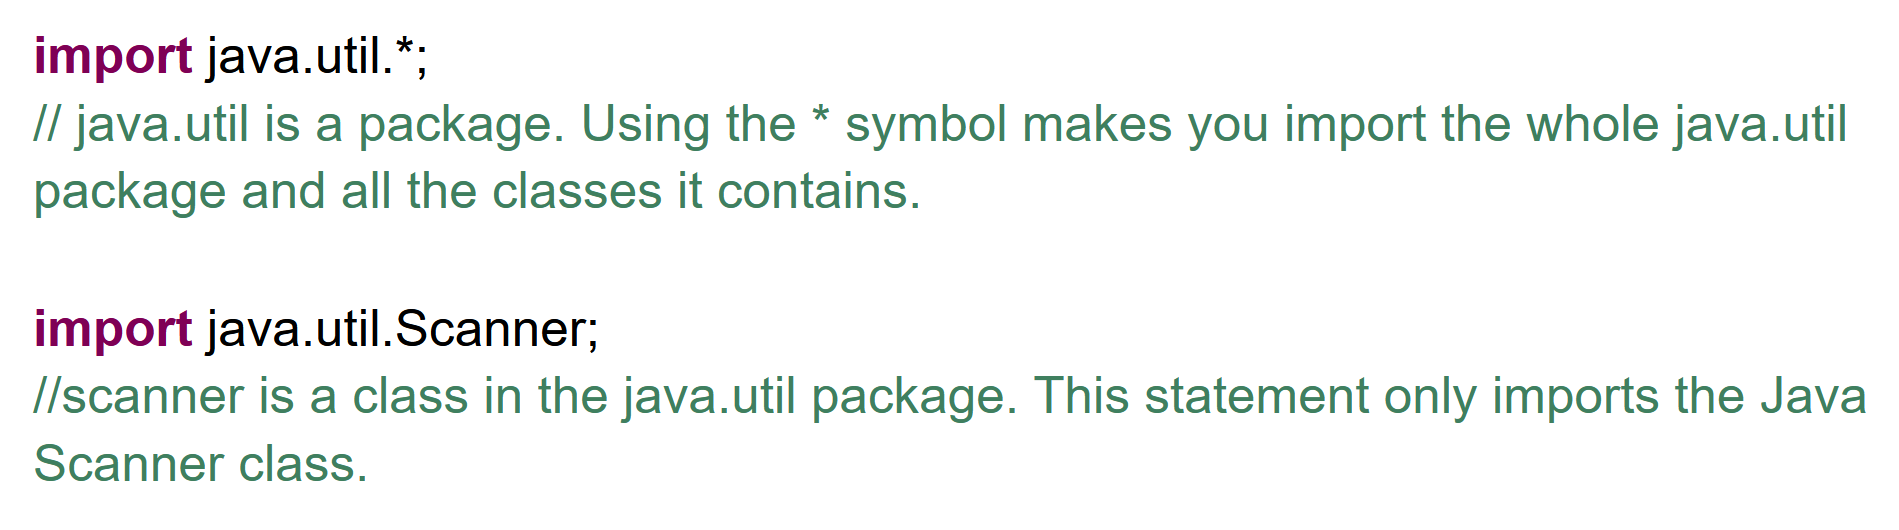 import java.util.*;
// java.util is a package. Using the * symbol makes you import the whole java.util
package and all the classes it contains.
import java.util.Scanner;
//scanner is a class in the java.util package. This statement only imports the Java
Scanner class.